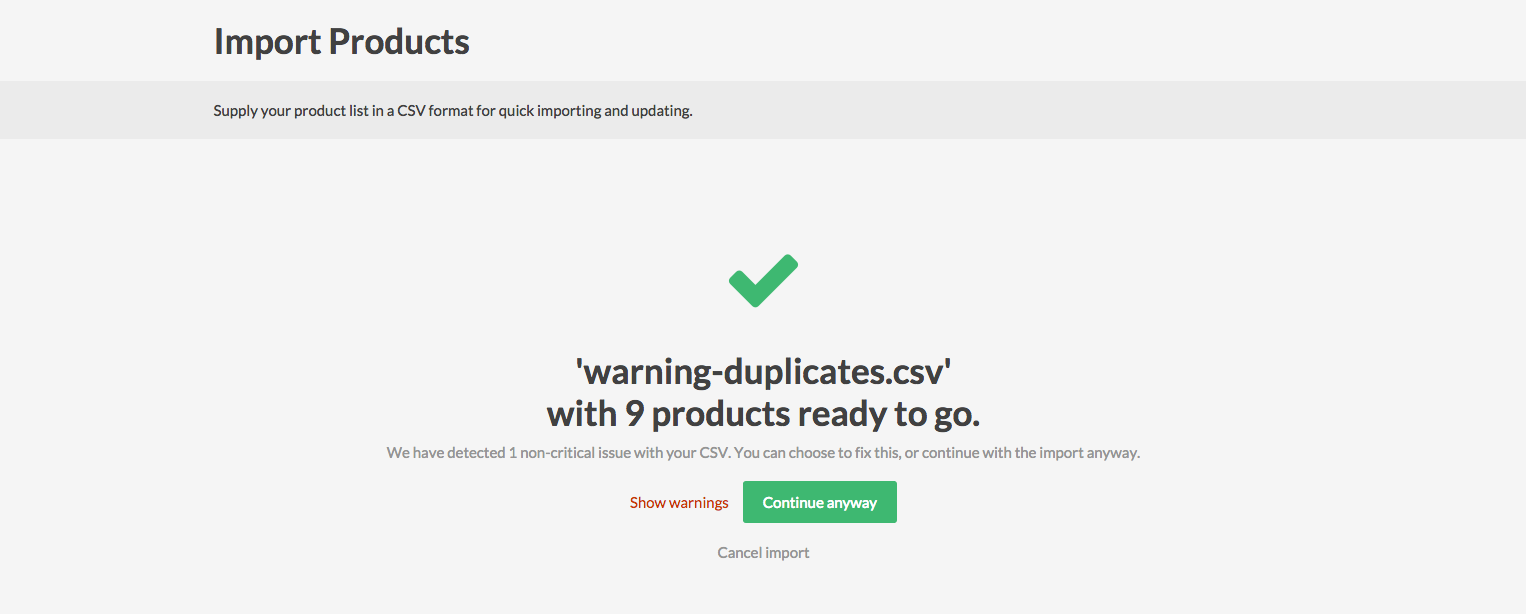 Import Products
Supply your product list in a CSV format for quick importing and updating.
'warning-duplicates.csv'
with 9 products ready to go.
We have detected 1 non-critical issue with your CSV. You can choose to fix this, or continue with the import anyway.
Show warnings Continue anyway
Cancel import